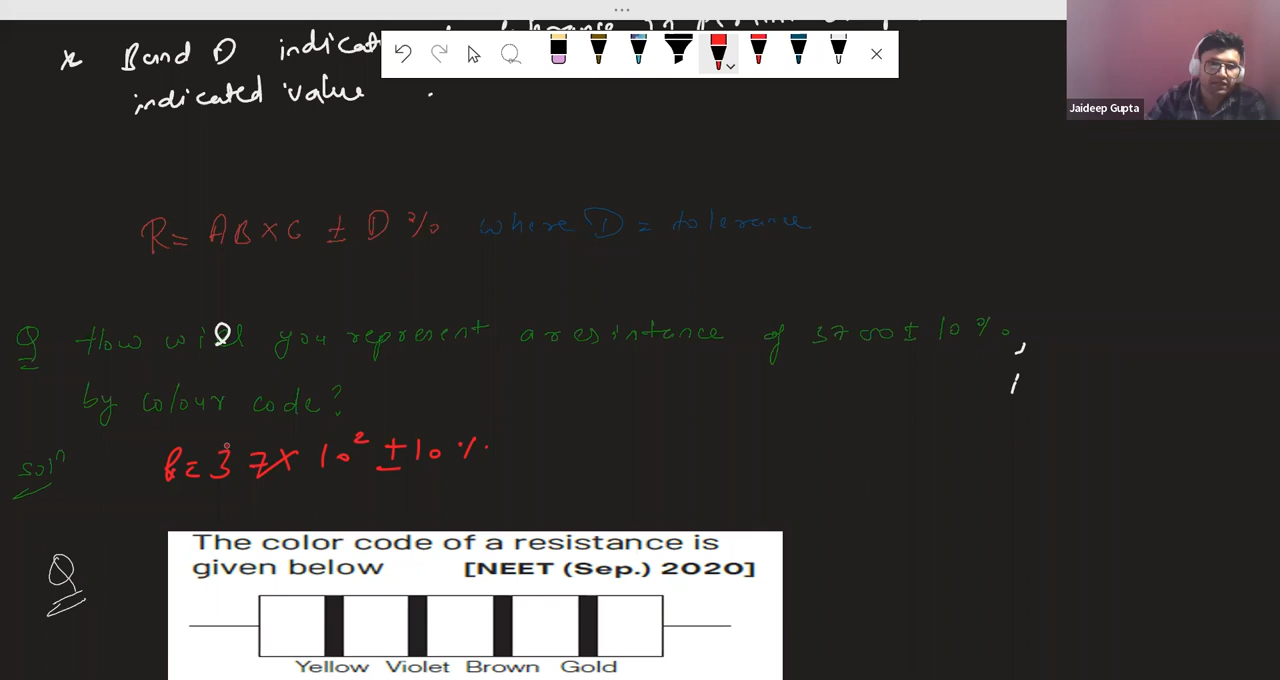 * Band D indicate
indicated value .
Jaideep Gupta
R = AB × C ± D % where D = tolerance
Q How will you represent a resistance of 3700 ± 10 %,
by colour code?
Soln R = 37 × 10² ± 10 %
Q The color code of a resistance is
given below [NEET (Sep.) 2020]
Yellow Violet Brown Gold